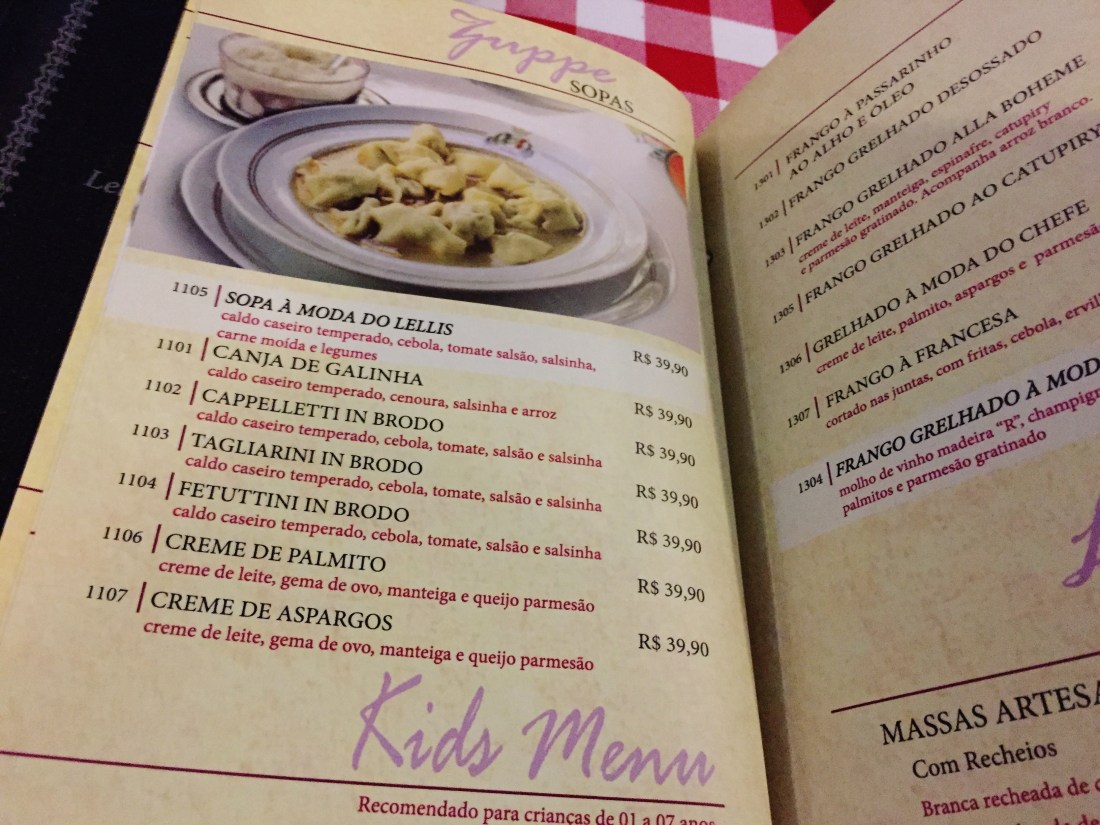 Zuppe
SOPAS
1105 | SOPA À MODA DO LELLIS
caldo caseiro temperado, cebola, tomate salsão, salsinha,
carne moída e legumes R$ 39,90
1101 | CANJA DE GALINHA
caldo caseiro temperado, cenoura, salsinha e arroz R$ 39,90
1102 | CAPPELLETTI IN BRODO
caldo caseiro temperado, cebola, tomate, salsão e salsinha R$ 39,90
1103 | TAGLIARINI IN BRODO
caldo caseiro temperado, cebola, tomate, salsão e salsinha R$ 39,90
1104 | FETUTTINI IN BRODO
caldo caseiro temperado, cebola, tomate, salsão e salsinha R$ 39,90
1106 | CREME DE PALMITO
creme de leite, gema de ovo, manteiga e queijo parmesão R$ 39,90
1107 | CREME DE ASPARGOS
creme de leite, gema de ovo, manteiga e queijo parmesão R$ 39,90
Kids Menu
Recomendado para crianças de 01 a 07 anos
1301 | FRANGO À PASSARINHO
AO ALHO E ÓLEO
1302 | FRANGO GRELHADO DESOSSADO
1303 | FRANGO GRELHADO ALLA BOHEME
creme de leite, manteiga, espinafre, catupiry
e parmesão gratinado. Acompanha arroz branco.
1305 | FRANGO GRELHADO AO CATUPIRY
1306 | GRELHADO À MODA DO CHEFE
creme de leite, palmito, aspargos e parmesã
1307 | FRANGO À FRANCESA
cortado nas juntas, com fritas, cebola,
1304 | FRANGO GRELHADO À
molho de vinho madeira "R",
palmitos e parmesão gratinado
MASSAS
Com Recheios
Branca recheada de